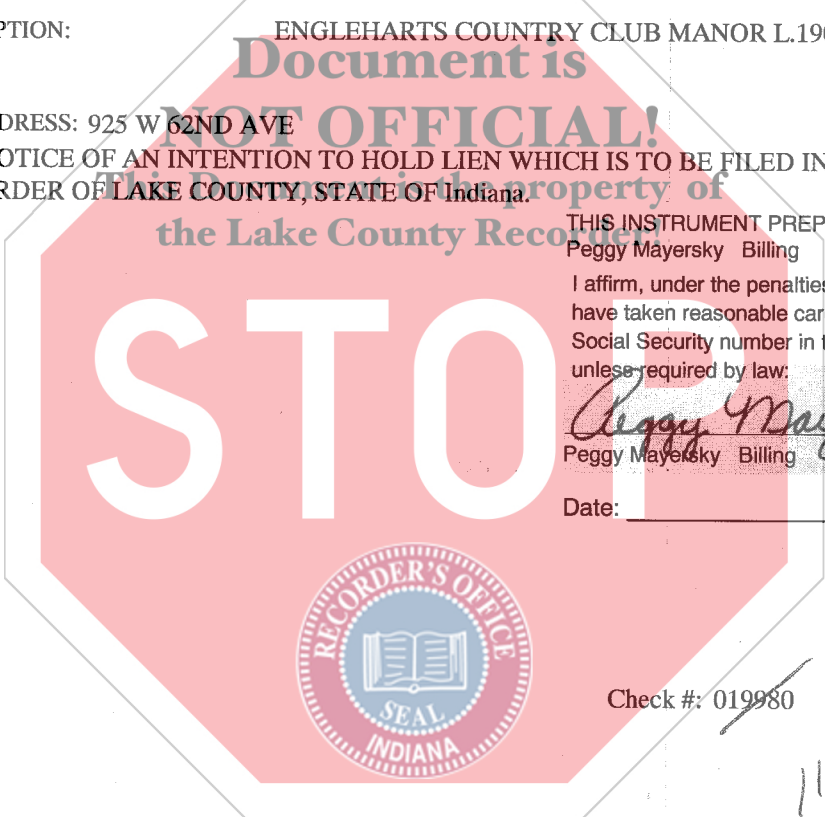 PTION: ENGLEHARTS COUNTRY CLUB MANOR L.190
Document is
NOT OFFICIAL!
DRESS: 925 W 62ND AVE
OTICE OF AN INTENTION TO HOLD LIEN WHICH IS TO BE FILED IN
RDER OF LAKE COUNTY, STATE OF Indiana.
This Document is the property of
the Lake County Recorder!
THIS INSTRUMENT PREP
Peggy Mayersky Billing
I affirm, under the penalties
have taken reasonable car
Social Security number in t
unless required by law:
Peggy May
Peggy Mayersky Billing
Date:
STOP
RECORDER'S OFFICE
SEAL
INDIANA
Check #: 019980